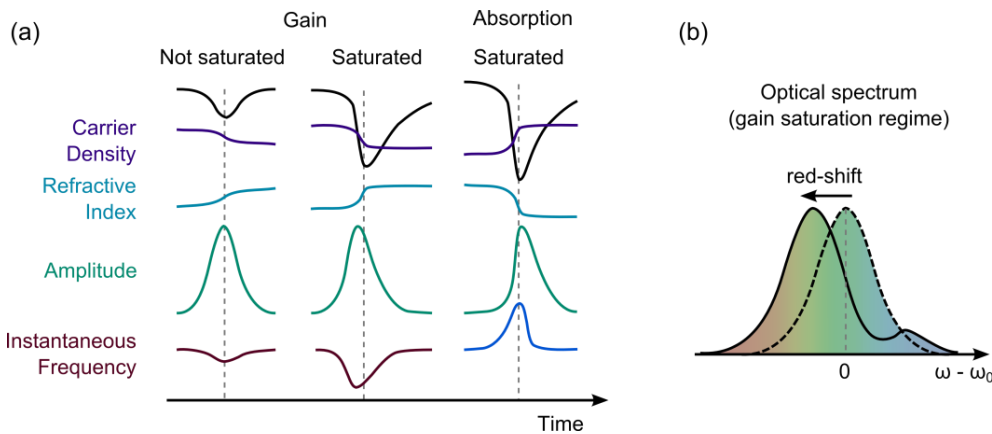 (a)
Gain
Absorption
Not saturated
Saturated
Saturated
Carrier
Density
Refractive
Index
Amplitude
Instantaneous
Frequency
Time
(b)
Optical spectrum
(gain saturation regime)
red-shift
0
ω - ω₀